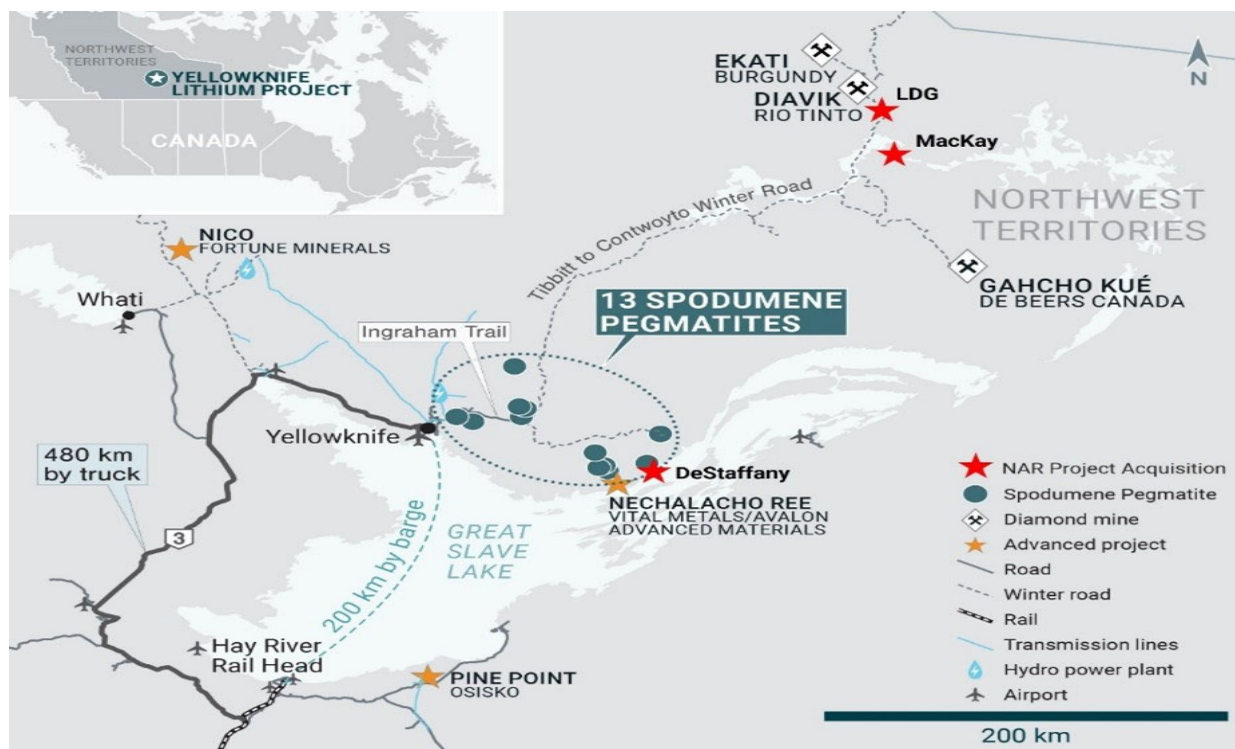 NORTHWEST
TERRITORIES
YELLOWKNIFE
LITHIUM PROJECT
CANADA
EKATI
BURGUNDY
DIAVIK
RIO TINTO
LDG
MacKay
N
NORTHWEST
TERRITORIES
Tibbitt to Contwoyto Winter Road
GAHCHO KUÉ
DE BEERS CANADA
NICO
FORTUNE MINERALS
Whati
13 SPODUMENE
PEGMATITES
Ingraham Trail
Yellowknife
480 km
by truck
3
DeStaffany
NECHALACHO REE
VITAL METALS/AVALON
ADVANCED MATERIALS
GREAT
SLAVE
LAKE
200 km by barge
Hay River
Rail Head
PINE POINT
OSISKO
NAR Project Acquisition
Spodumene Pegmatite
Diamond mine
Advanced project
Road
Winter road
Rail
Transmission lines
Hydro power plant
Airport
200 km